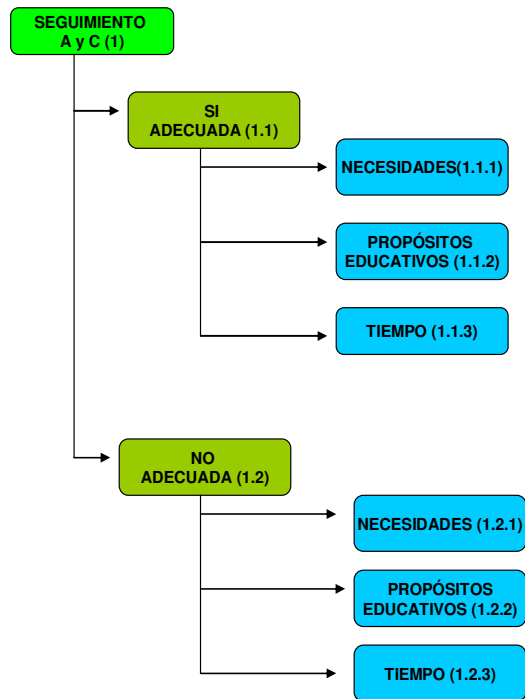 SEGUIMIENTO
A y C (1)
SI
ADECUADA (1.1)
NECESIDADES(1.1.1)
PROPÓSITOS
EDUCATIVOS (1.1.2)
TIEMPO (1.1.3)
NO
ADECUADA (1.2)
NECESIDADES (1.2.1)
PROPÓSITOS
EDUCATIVOS (1.2.2)
TIEMPO (1.2.3)